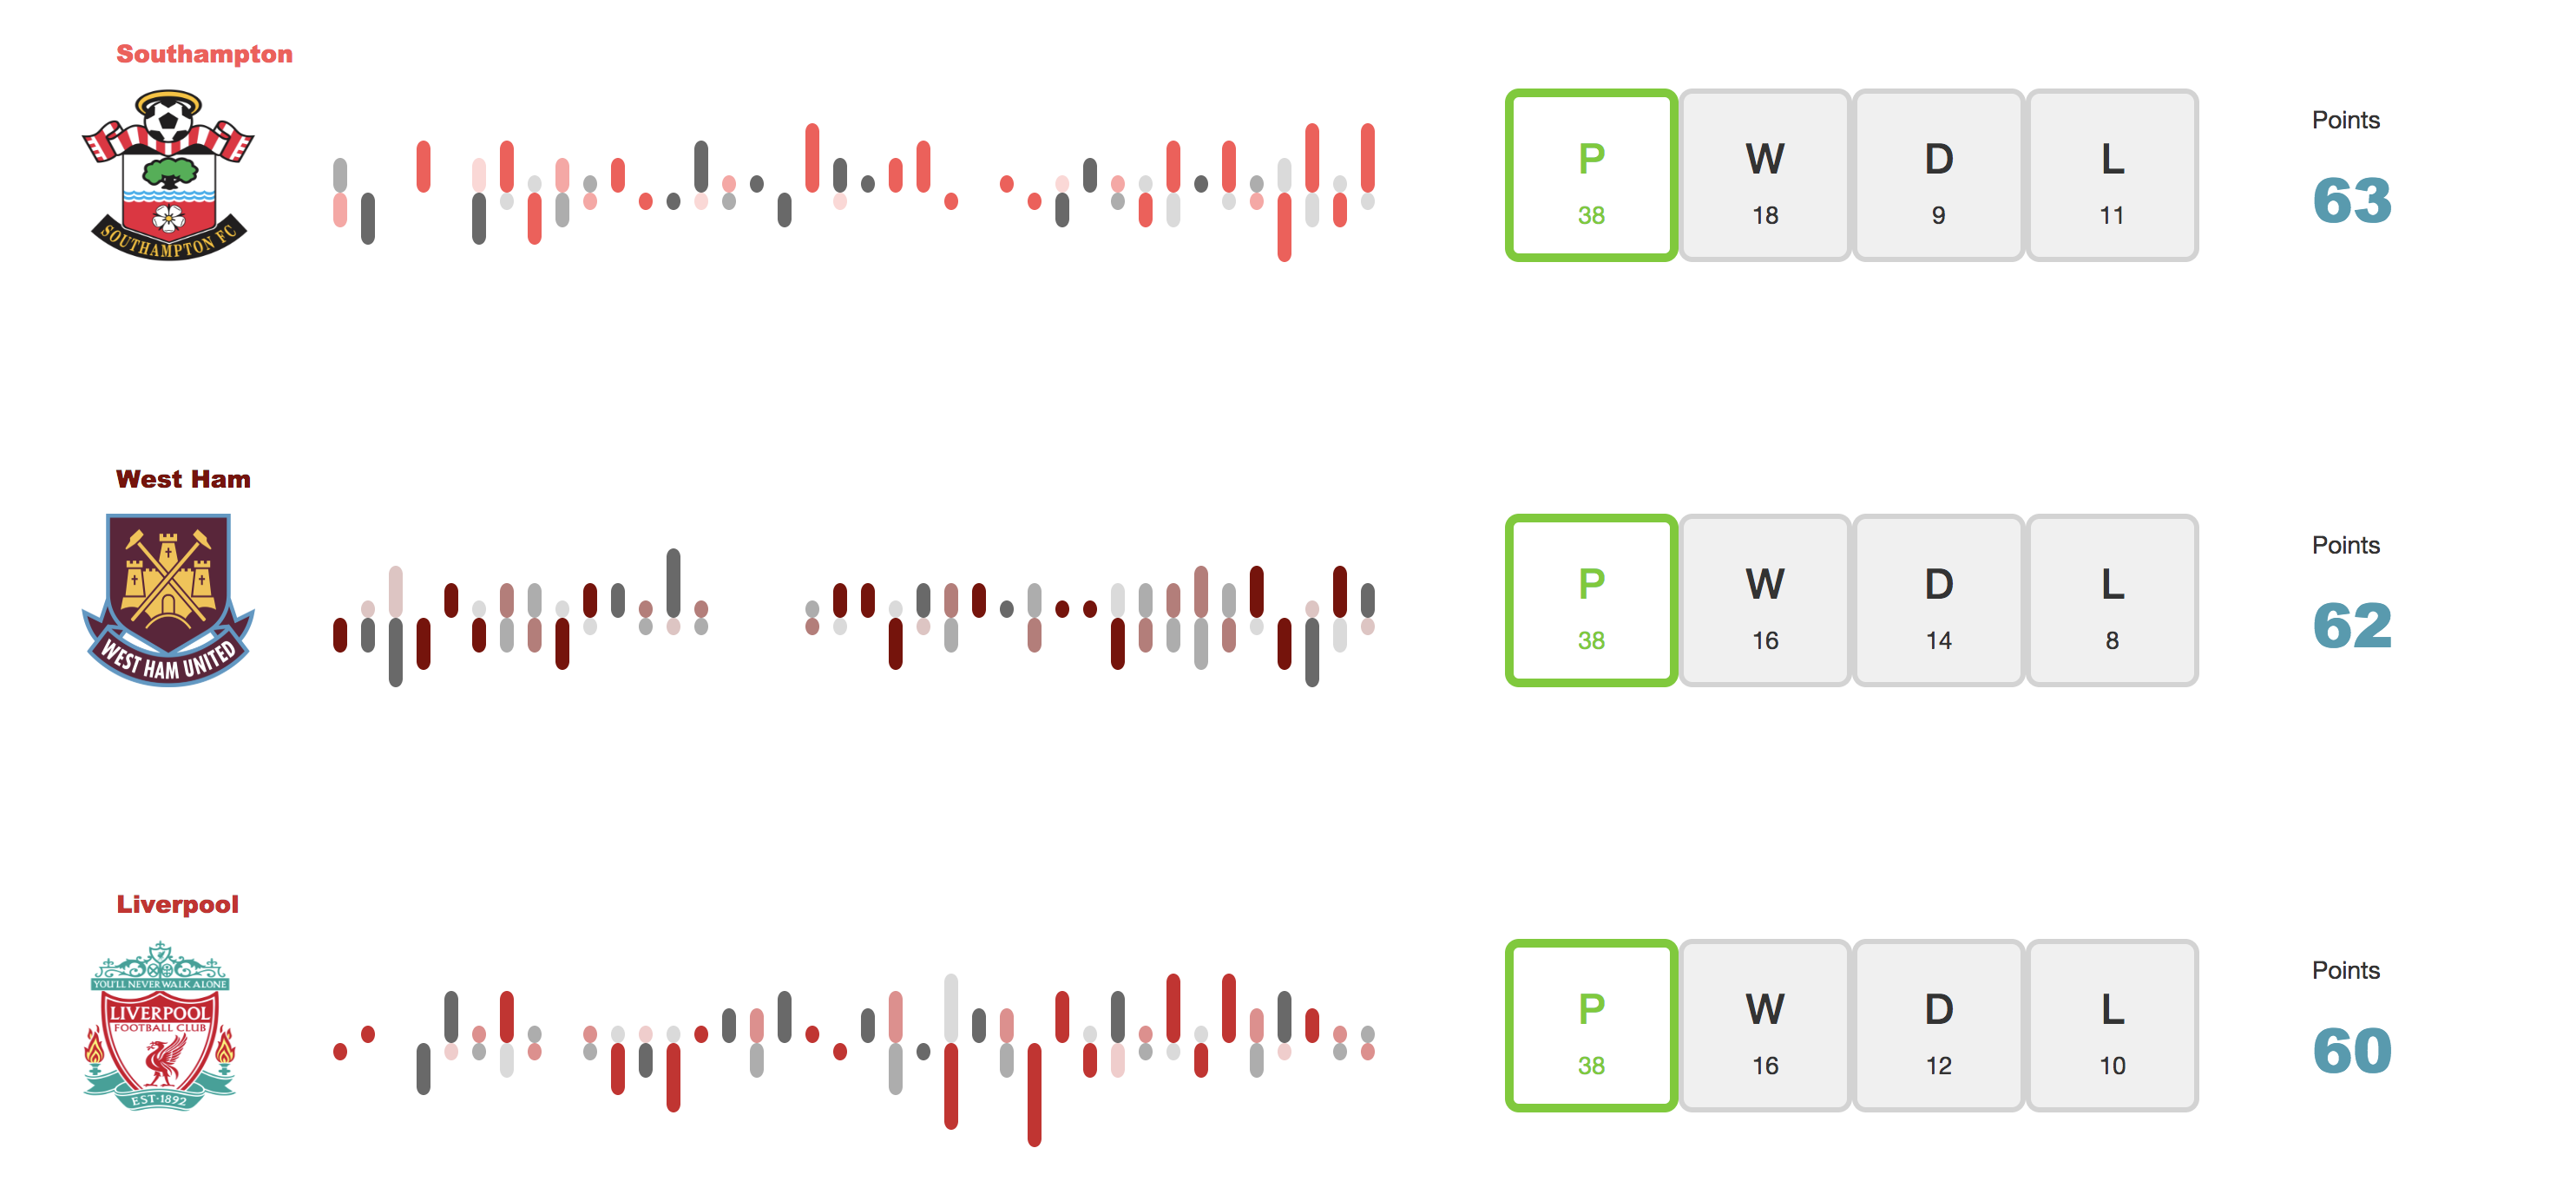 Southampton
SOUTHAMPTON FC
P W D L
38 18 9 11
Points
63
West Ham
WEST HAM UNITED
P W D L
38 16 14 8
Points
62
Liverpool
YOU'LL NEVER WALK ALONE
LIVERPOOL
FOOTBALL CLUB
EST·1892
P W D L
38 16 12 10
Points
60